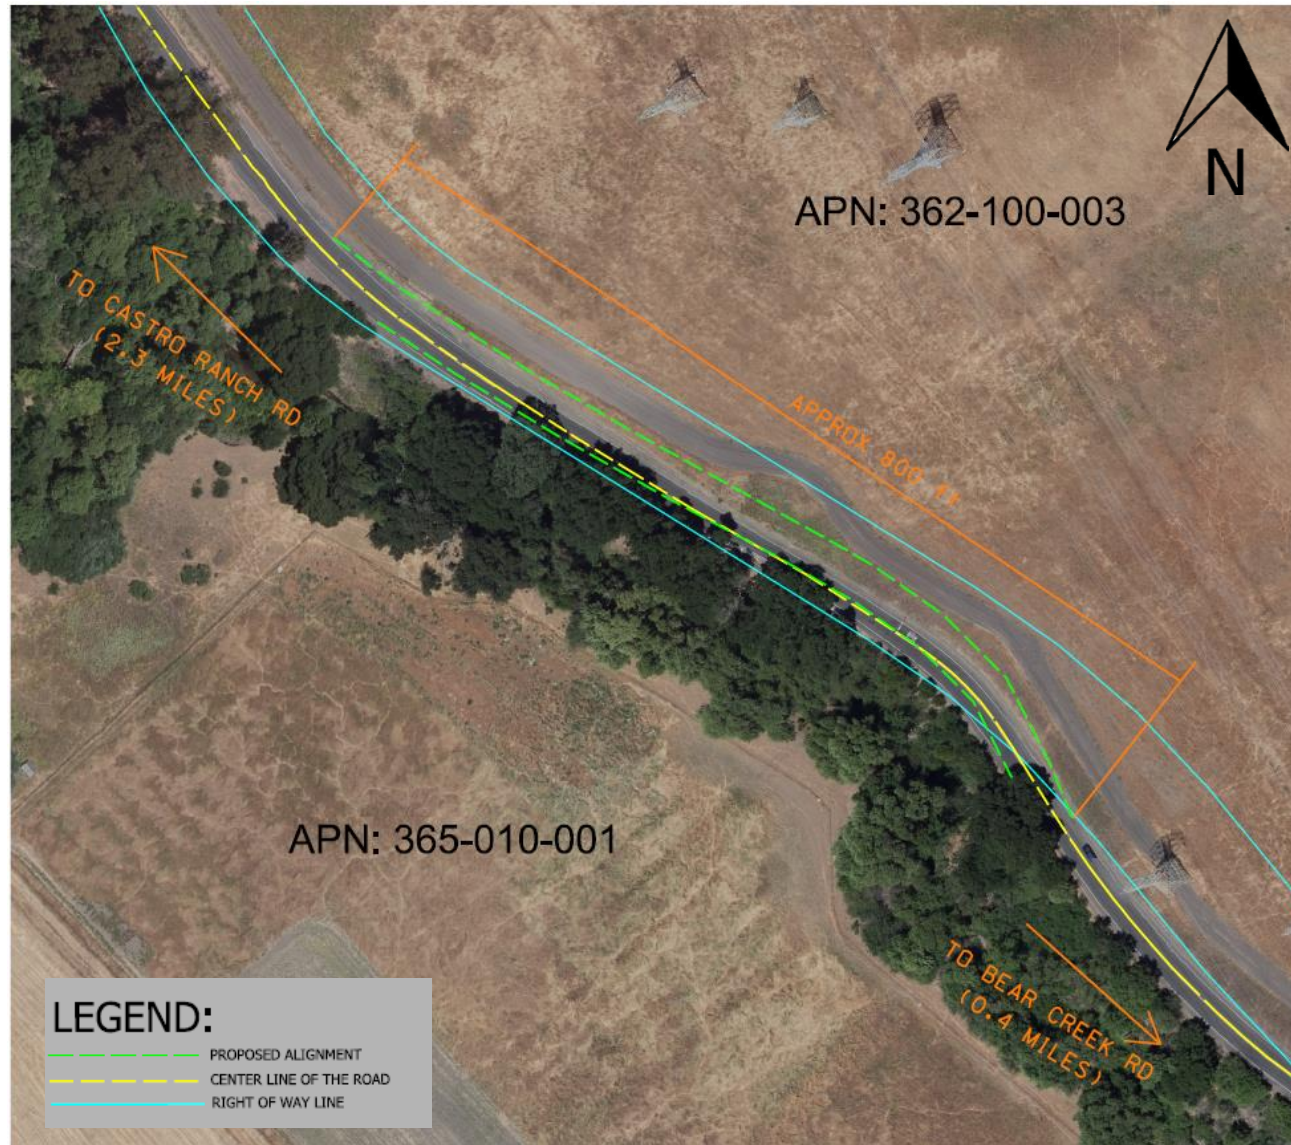 N
APN: 362-100-003
TO CASTRO RANCH RD
(2.3 MILES)
APPROX 800 Ft
APN: 365-010-001
TO BEAR CREEK RD
(0.4 MILES)
LEGEND:
PROPOSED ALIGNMENT
CENTER LINE OF THE ROAD
RIGHT OF WAY LINE